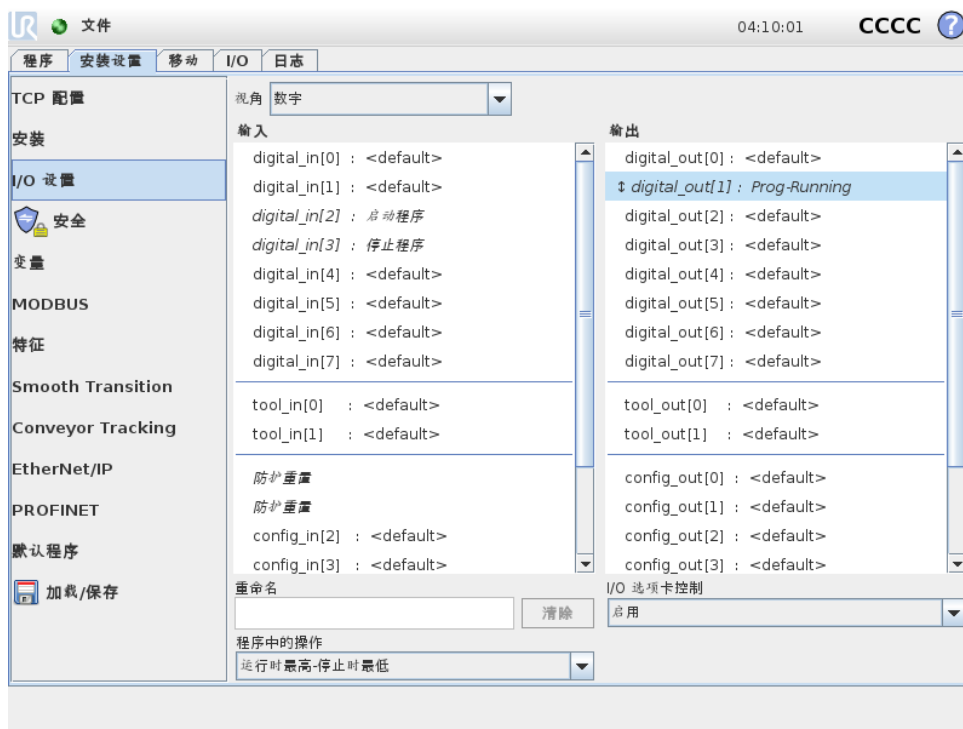 UR 文件 04:10:01 CCCC ?
程序 安装设置 移动 I/O 日志
TCP 配置
安装
I/O 设置
安全
变量
MODBUS
特征
Smooth Transition
Conveyor Tracking
EtherNet/IP
PROFINET
默认程序
加载/保存
视角 数字
输入
digital_in[0] : <default>
digital_in[1] : <default>
digital_in[2] : 启动程序
digital_in[3] : 停止程序
digital_in[4] : <default>
digital_in[5] : <default>
digital_in[6] : <default>
digital_in[7] : <default>
tool_in[0] : <default>
tool_in[1] : <default>
防护重置
防护重置
config_in[2] : <default>
config_in[3] : <default>
重命名
清除
程序中的操作
运行时最高-停止时最低
输出
digital_out[0] : <default>
↕ digital_out[1] : Prog-Running
digital_out[2] : <default>
digital_out[3] : <default>
digital_out[4] : <default>
digital_out[5] : <default>
digital_out[6] : <default>
digital_out[7] : <default>
tool_out[0] : <default>
tool_out[1] : <default>
config_out[0] : <default>
config_out[1] : <default>
config_out[2] : <default>
config_out[3] : <default>
I/O 选项卡控制
启用